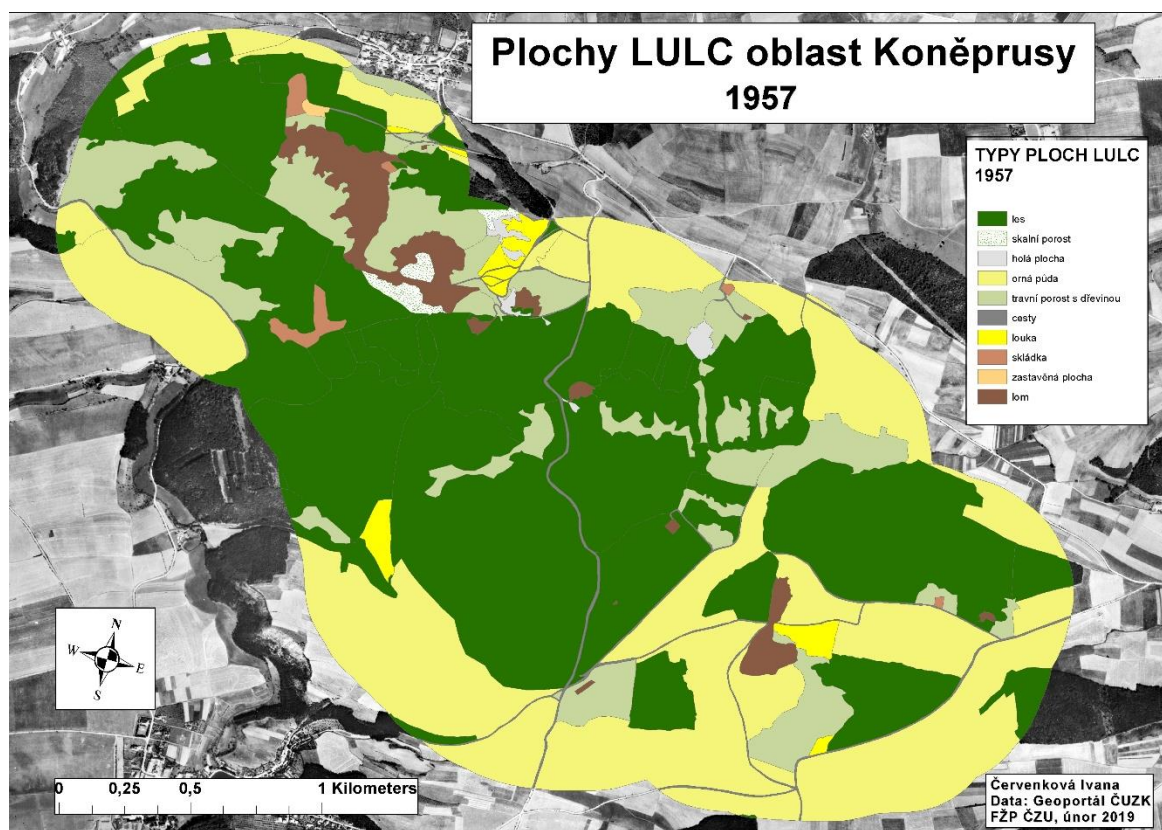 Plochy LULC oblast Koněprusy
1957
TYPY PLOCH LULC
1957
les
skalní porost
holá plocha
orná půda
travní porost s dřevinou
cesty
louka
skládka
zastavěná plocha
lom
N
W
E
S
0
0,25
0,5
1 Kilometers
Červenková Ivana
Data: Geoportál ČUZK
FŽP ČZU, únor 2019